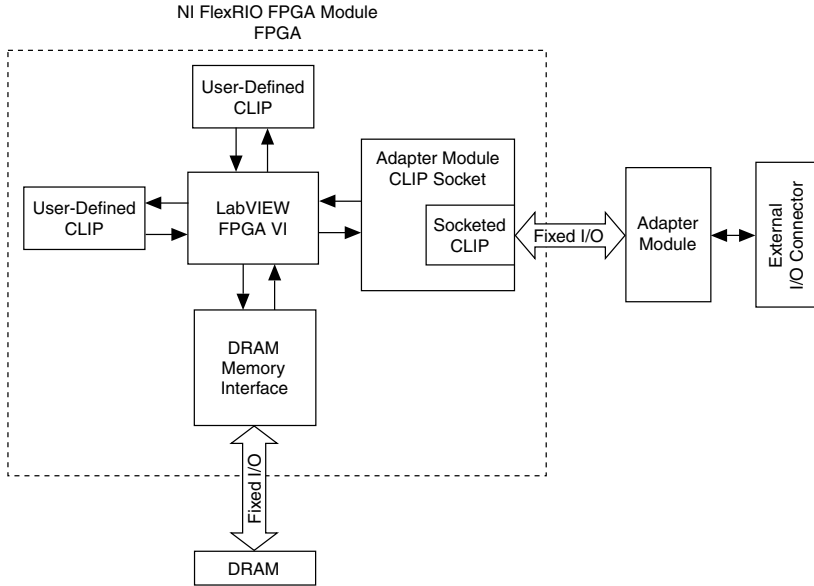 NI FlexRIO FPGA Module
FPGA
User-Defined
CLIP
Adapter Module
CLIP Socket
User-Defined
CLIP
LabVIEW
FPGA VI
Socketed
CLIP
Fixed I/O
Adapter
Module
External
I/O Connector
DRAM
Memory
Interface
Fixed I/O
DRAM